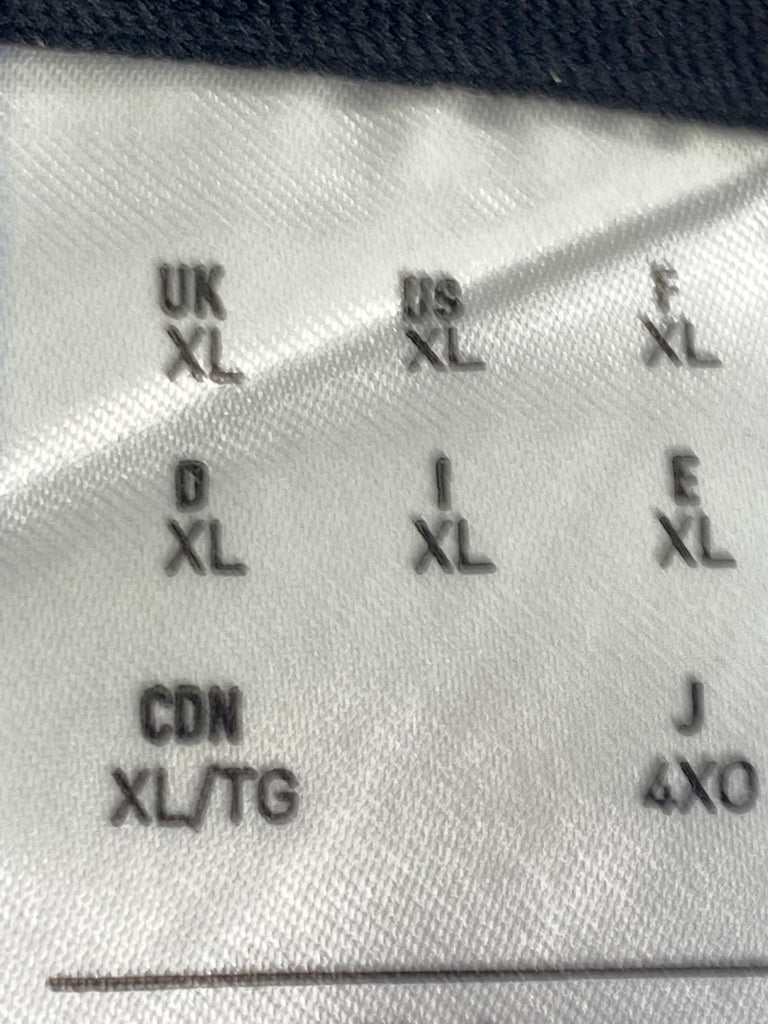 UK US F
XL XL XL
D I E
XL XL XL
CDN J
XL/TG 4XO